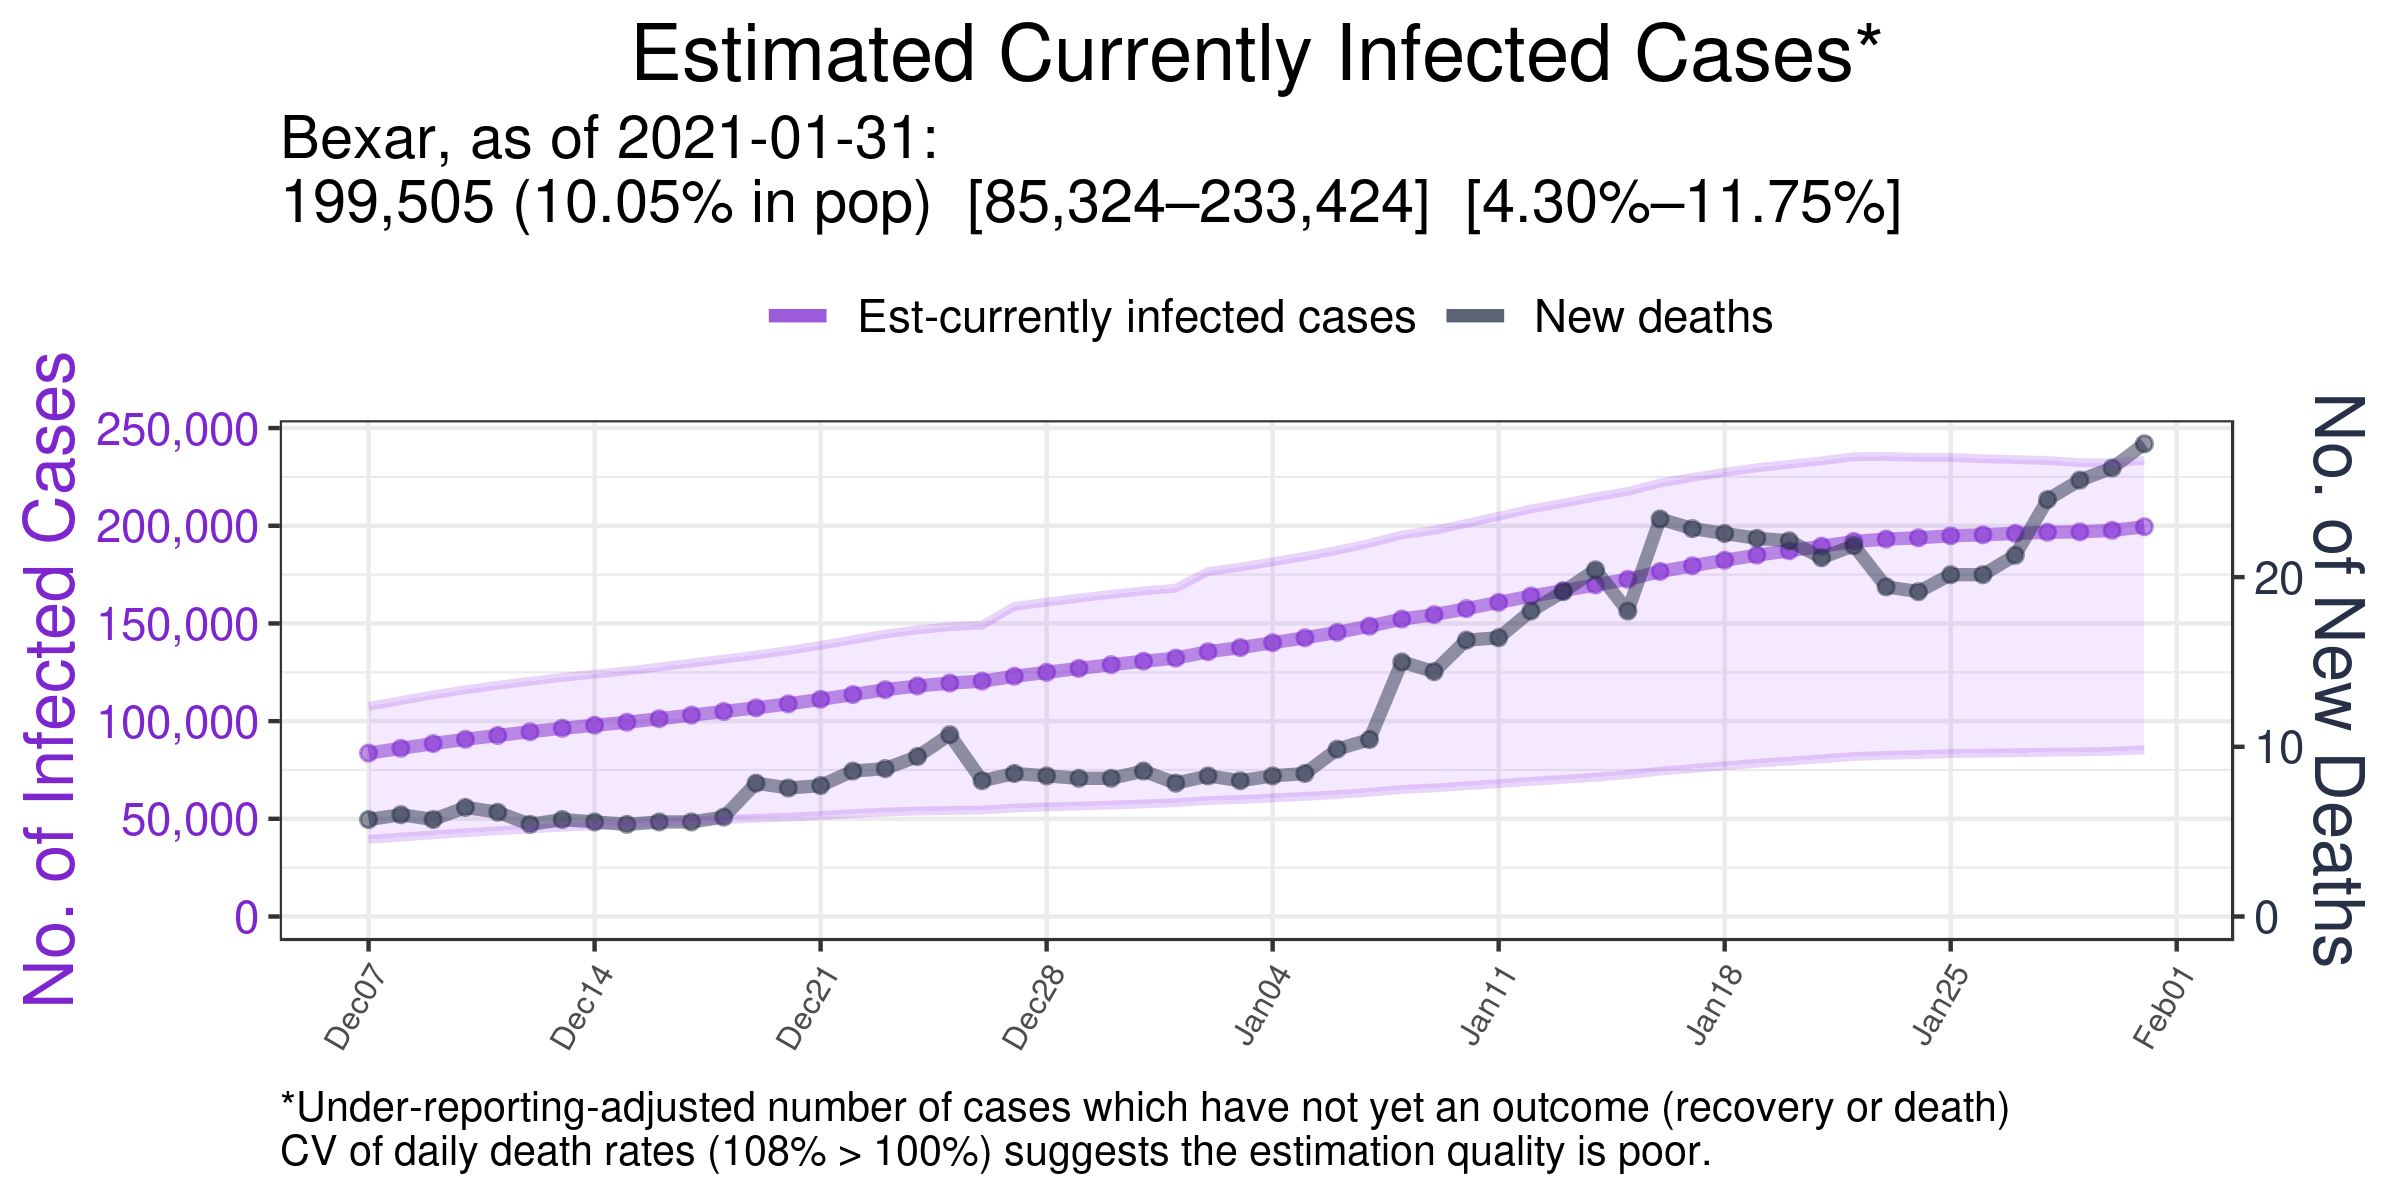 Estimated Currently Infected Cases*
Bexar, as of 2021-01-31:
199,505 (10.05% in pop)  [85,324–233,424]  [4.30%–11.75%]
Est-currently infected cases
New deaths
No. of Infected Cases
250,000
200,000
150,000
100,000
50,000
0
20
10
0
No. of New Deaths
Dec07
Dec14
Dec21
Dec28
Jan04
Jan11
Jan18
Jan25
Feb01
*Under-reporting-adjusted number of cases which have not yet an outcome (recovery or death)
CV of daily death rates (108% > 100%) suggests the estimation quality is poor.